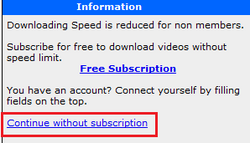 Information
Downloading Speed is reduced for non members.
Subscribe for free to download videos without
speed limit.
Free Subscription
You have an account? Connect yourself by filling
fields on the top.
Continue without subscription